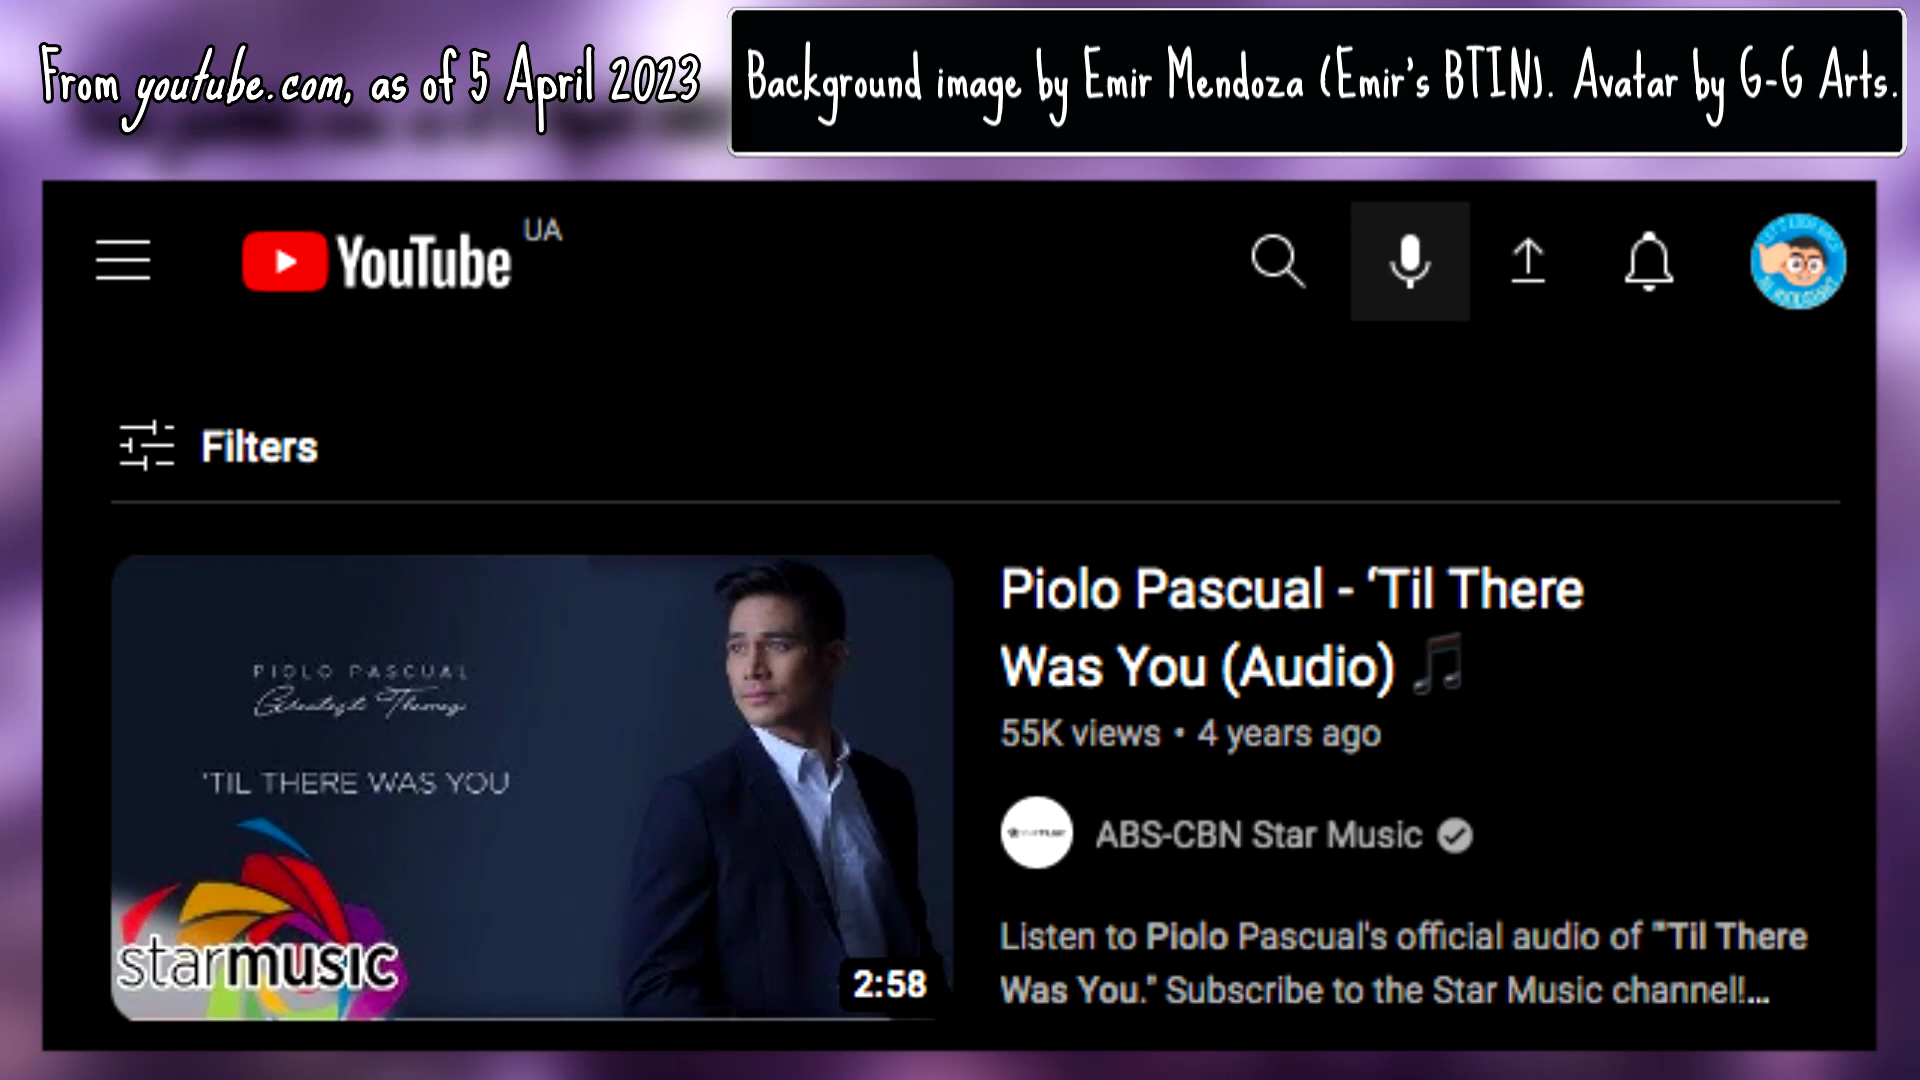 From youtube.com, as of 5 April 2023
Background image by Emir Mendoza (Emir's BTIN). Avatar by G-G Arts.
YouTube UA
Filters
PIOLO PASCUAL
Greatest Themes
'TIL THERE WAS YOU
starmusic
2:58
Piolo Pascual - ‘Til There
Was You (Audio) 🎵
55K views • 4 years ago
ABS-CBN Star Music
Listen to Piolo Pascual's official audio of "'Til There
Was You." Subscribe to the Star Music channel!...